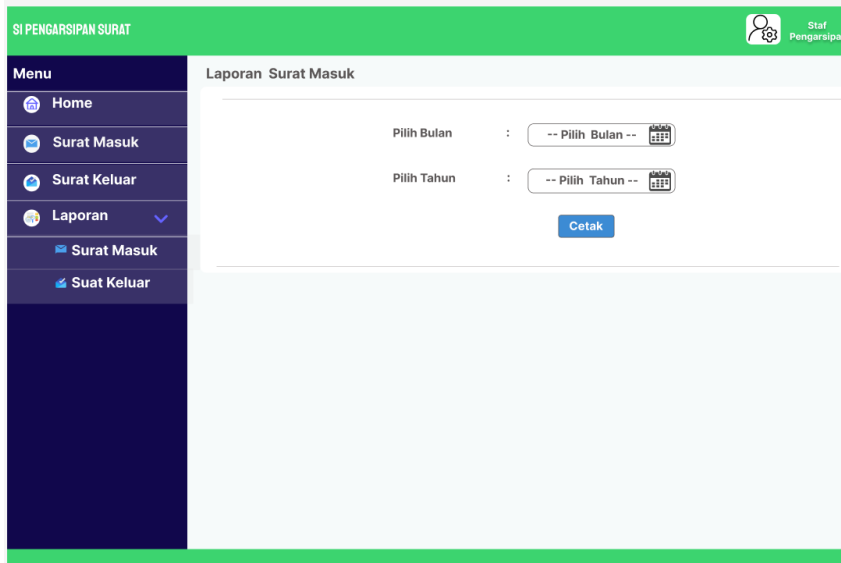 SI PENGARSIPAN SURAT
Staf
Pengarsipa
Menu
Laporan Surat Masuk
Home
Surat Masuk
Surat Keluar
Laporan
Surat Masuk
Suat Keluar
Pilih Bulan : -- Pilih Bulan --
Pilih Tahun : -- Pilih Tahun --
Cetak